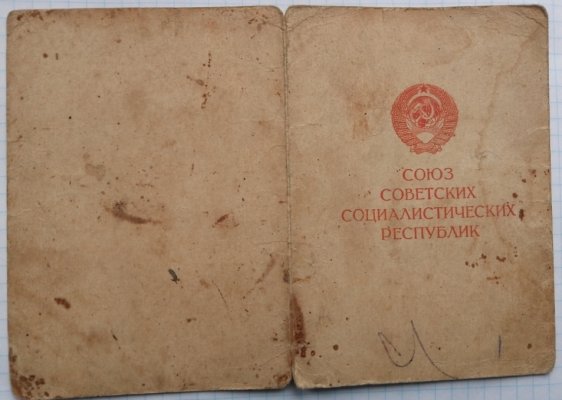 СОЮЗ
СОВЕТСКИХ
СОЦИАЛИСТИЧЕСКИХ
РЕСПУБЛИК